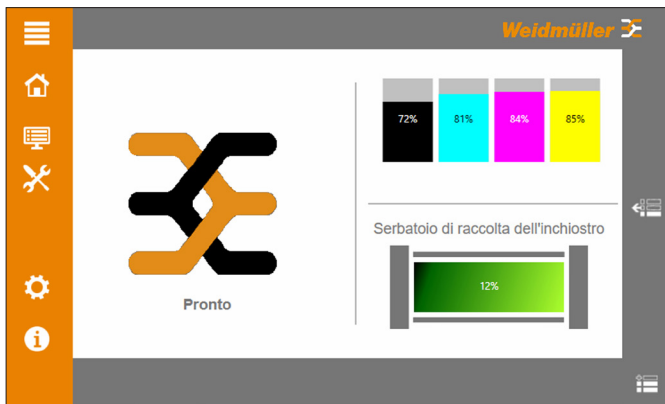 Weidmüller
72%
81%
84%
85%
Serbatoio di raccolta dell'inchiostro
12%
Pronto